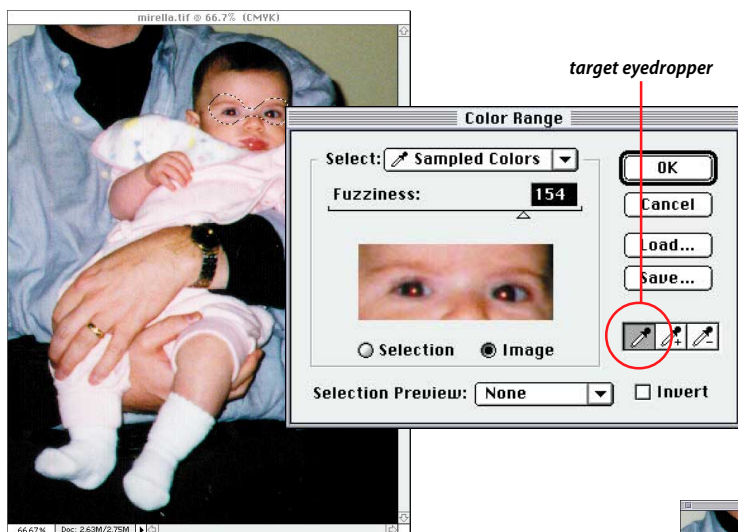 mirella.tif @ 66.7% (CMYK)
target eyedropper
Color Range
Select: Sampled Colors
OK
Fuzziness: 154
Cancel
Load...
Save...
Selection Image
Selection Preview: None Invert
66.67% Doc: 2.63M/2.75M